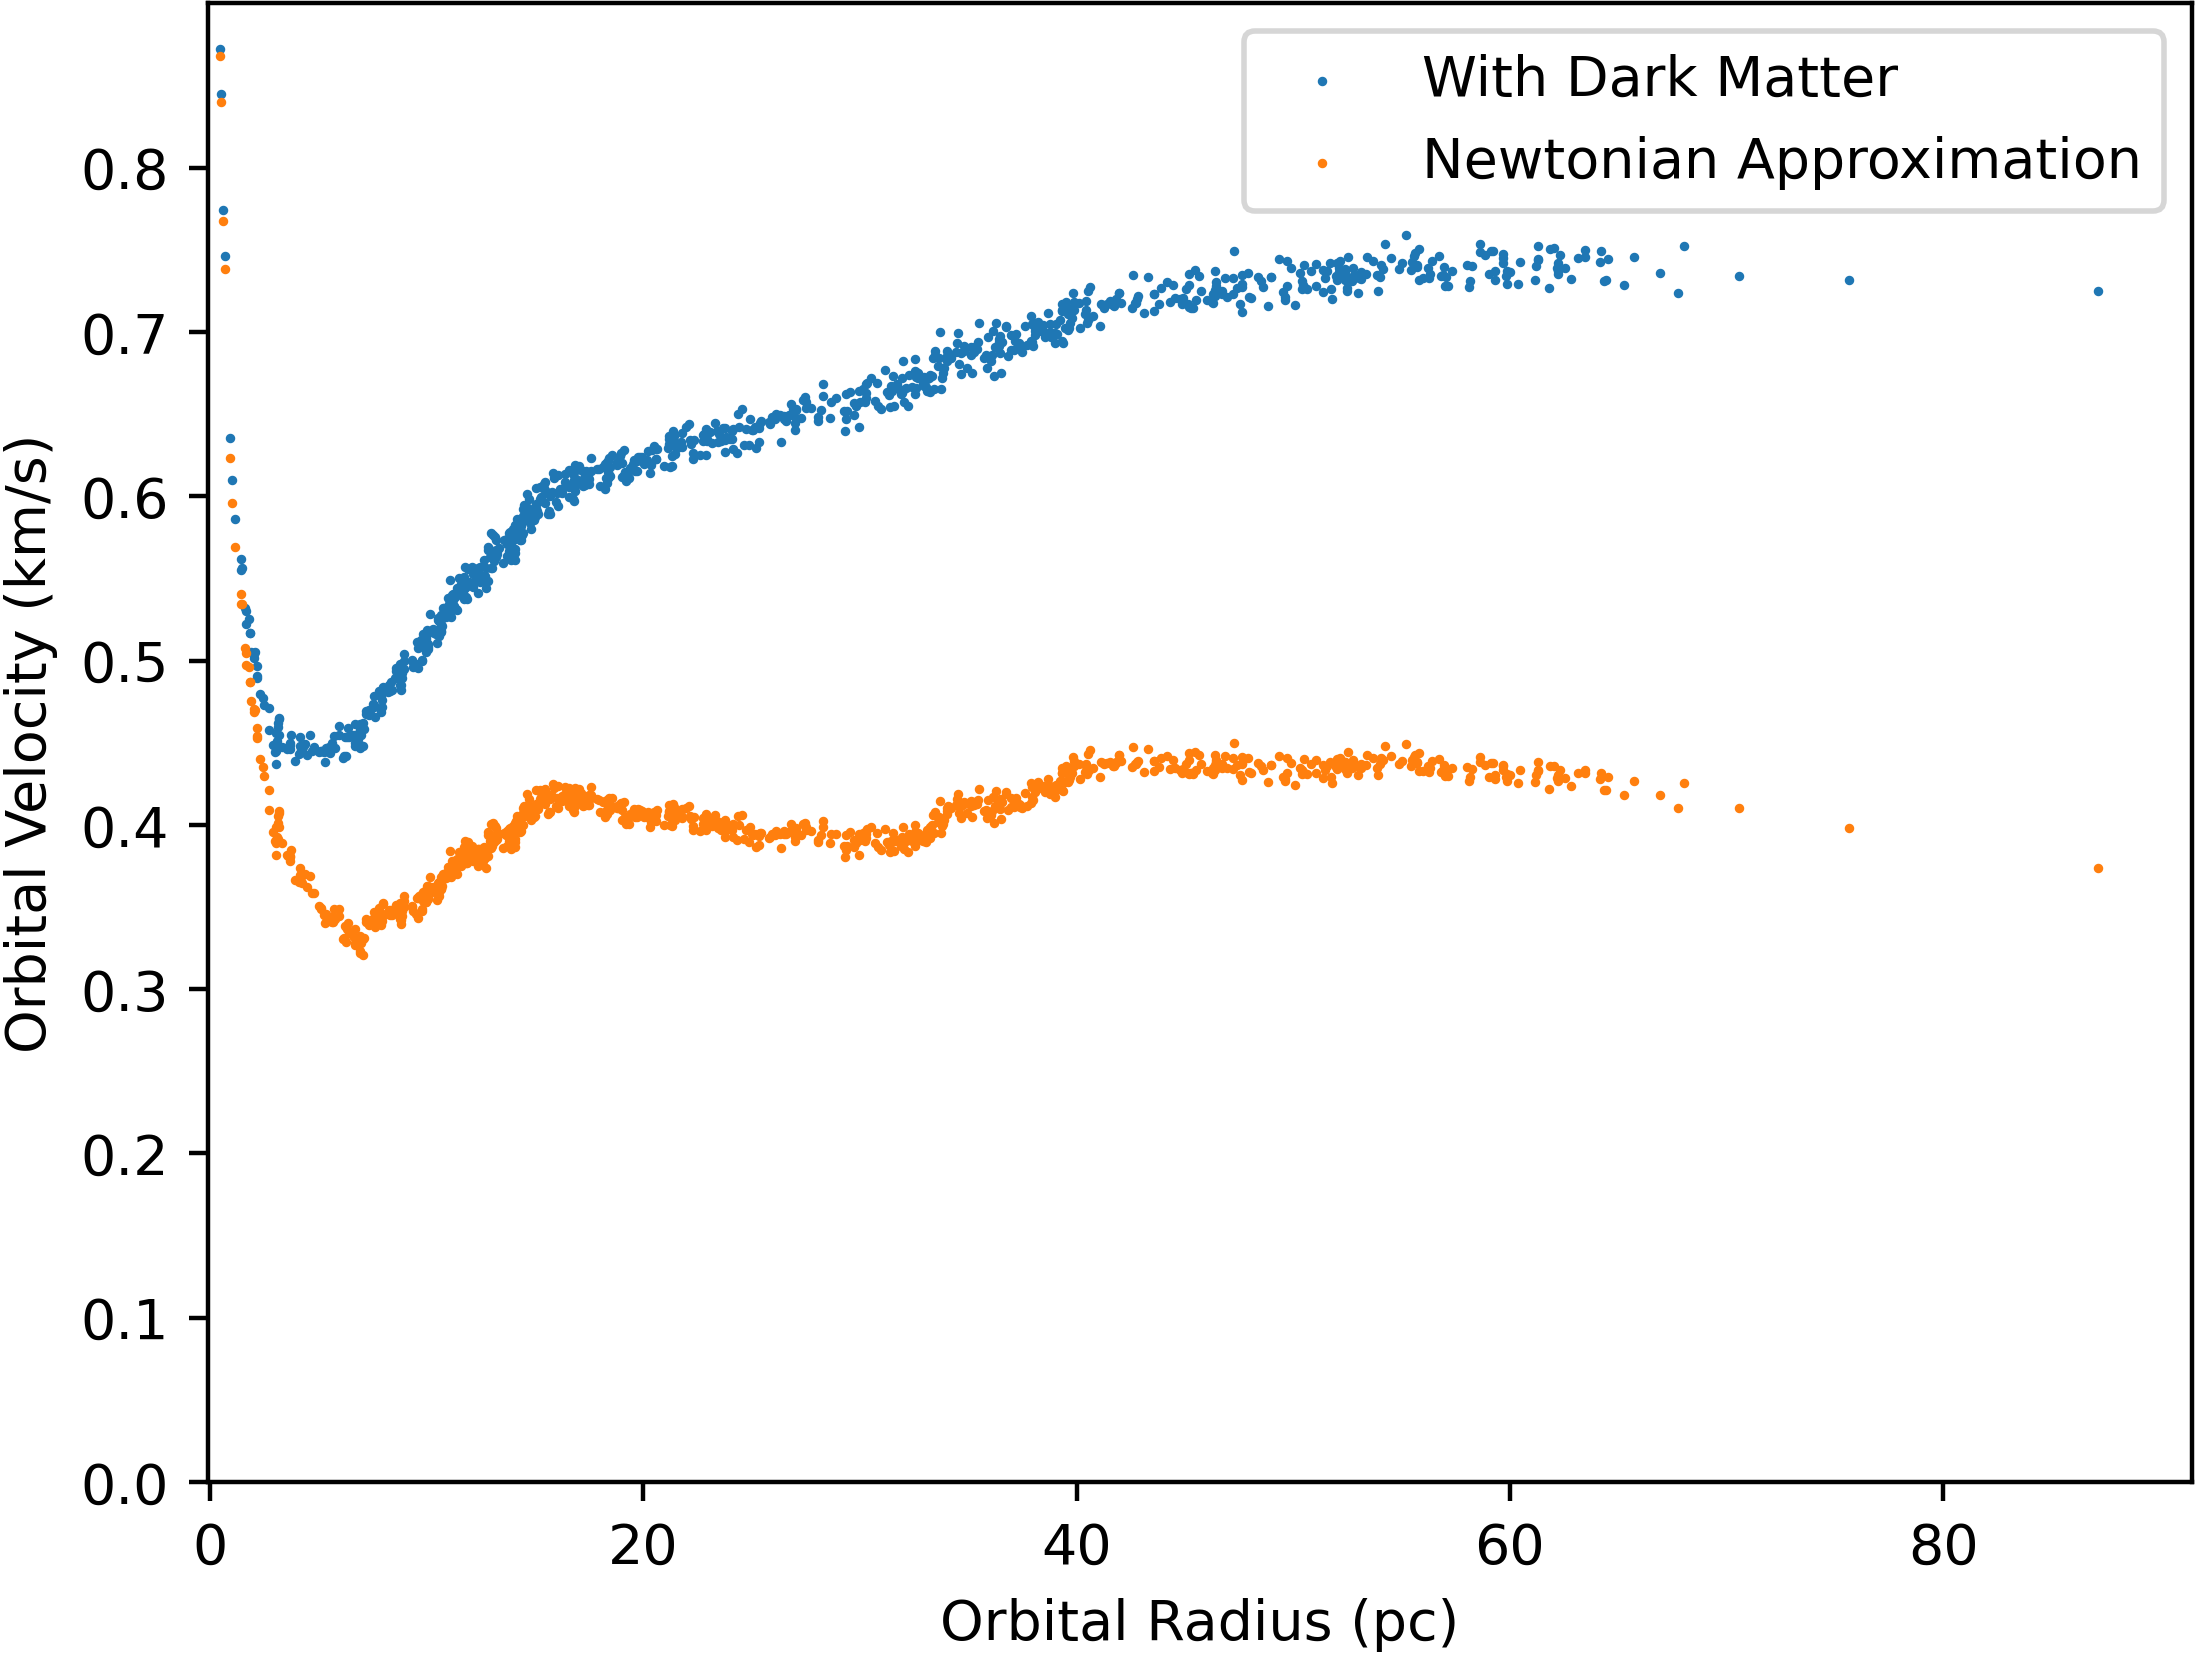 With Dark Matter
Newtonian Approximation
Orbital Velocity (km/s)
0.8
0.7
0.6
0.5
0.4
0.3
0.2
0.1
0.0
0 20 40 60 80
Orbital Radius (pc)